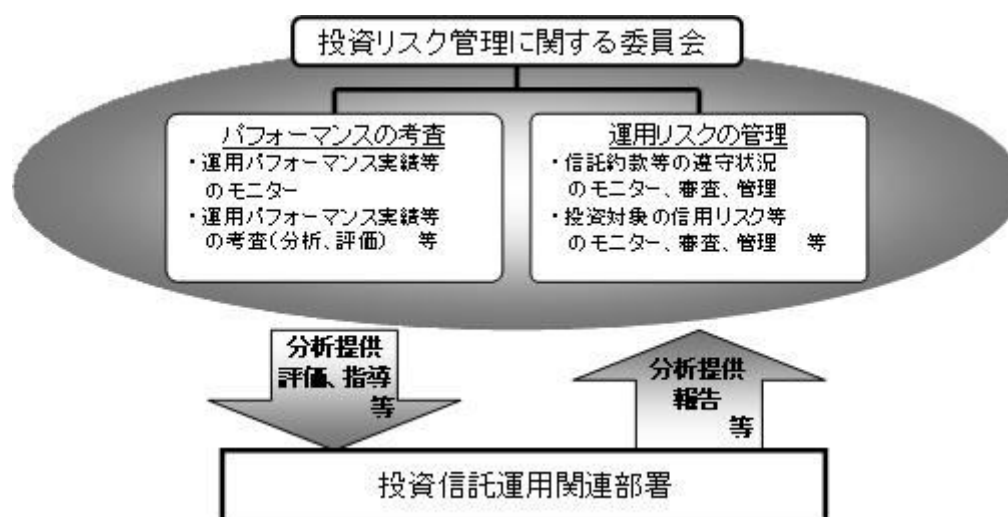 投資リスク管理に関する委員会
パフォーマンスの考査
・運用パフォーマンス実績等
のモニター
・運用パフォーマンス実績等
の考査(分析、評価) 等
運用リスクの管理
・信託約款等の遵守状況
のモニター、審査、管理
・投資対象の信用リスク等
のモニター、審査、管理 等
分析提供
評価、指導
等
分析提供
報告
等
投資信託運用関連部署